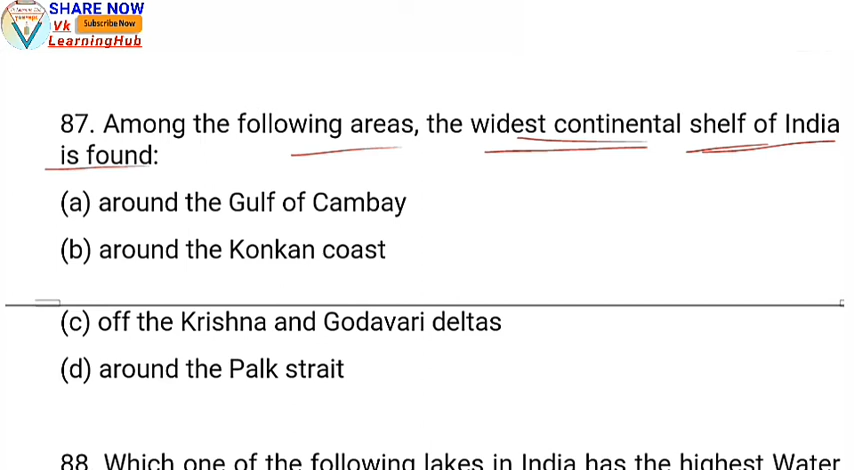 SHARE NOW
Vk Subscribe Now
LearningHub
87. Among the following areas, the widest continental shelf of India
is found:
(a) around the Gulf of Cambay
(b) around the Konkan coast
(c) off the Krishna and Godavari deltas
(d) around the Palk strait
88. Which one of the following lakes in India has the highest Water